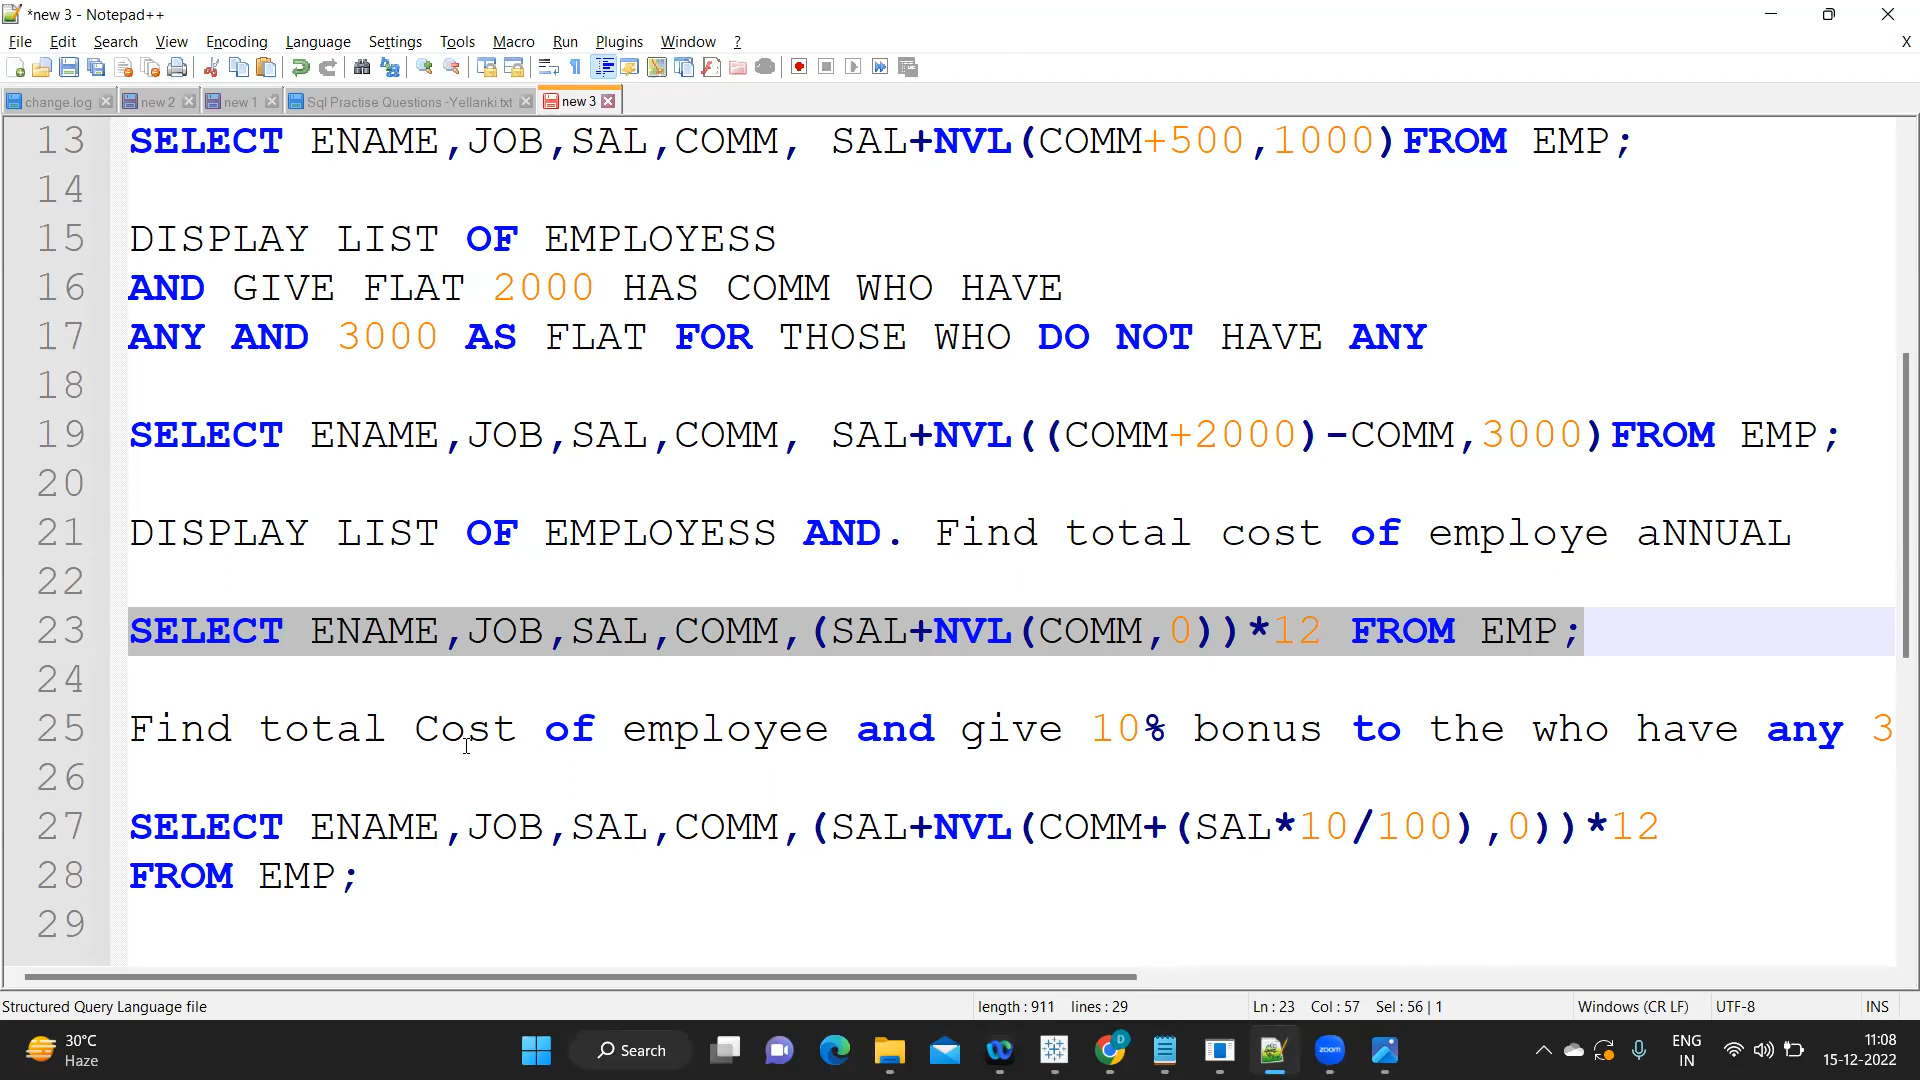 *new 3 - Notepad++
File Edit Search View Encoding Language Settings Tools Macro Run Plugins Window ? X
change.log new 2 new 1 Sql Practise Questions -Yellanki.txt new 3
13 SELECT ENAME,JOB,SAL,COMM, SAL+NVL(COMM+500,1000)FROM EMP;
14
15 DISPLAY LIST OF EMPLOYESS
16 AND GIVE FLAT 2000 HAS COMM WHO HAVE
17 ANY AND 3000 AS FLAT FOR THOSE WHO DO NOT HAVE ANY
18
19 SELECT ENAME,JOB,SAL,COMM, SAL+NVL((COMM+2000)-COMM,3000)FROM EMP;
20
21 DISPLAY LIST OF EMPLOYESS AND. Find total cost of employe aNNUAL
22
23 SELECT ENAME,JOB,SAL,COMM,(SAL+NVL(COMM,0))*12 FROM EMP;
24
25 Find total Cost of employee and give 10% bonus to the who have any 3
26
27 SELECT ENAME,JOB,SAL,COMM,(SAL+NVL(COMM+(SAL*10/100),0))*12
28 FROM EMP;
29
Structured Query Language file length : 911 lines : 29 Ln : 23 Col : 57 Sel : 56 | 1 Windows (CR LF) UTF-8 INS
30°C
Haze
Search
zoom
D
ENG
IN
11:08
15-12-2022